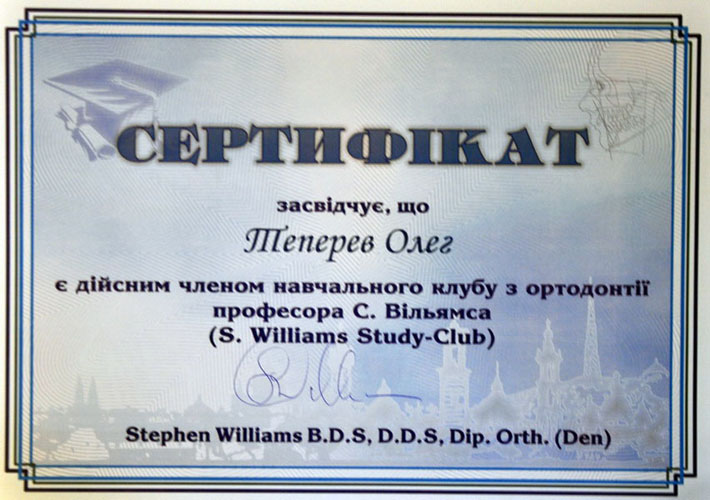 СЕРТИФІКАТ
засвідчує, що
Теперев Олег
є дійсним членом навчального клубу з ортодонтії
професора С. Вільямса
(S. Williams Study-Club)
Stephen Williams B.D.S, D.D.S, Dip. Orth. (Den)